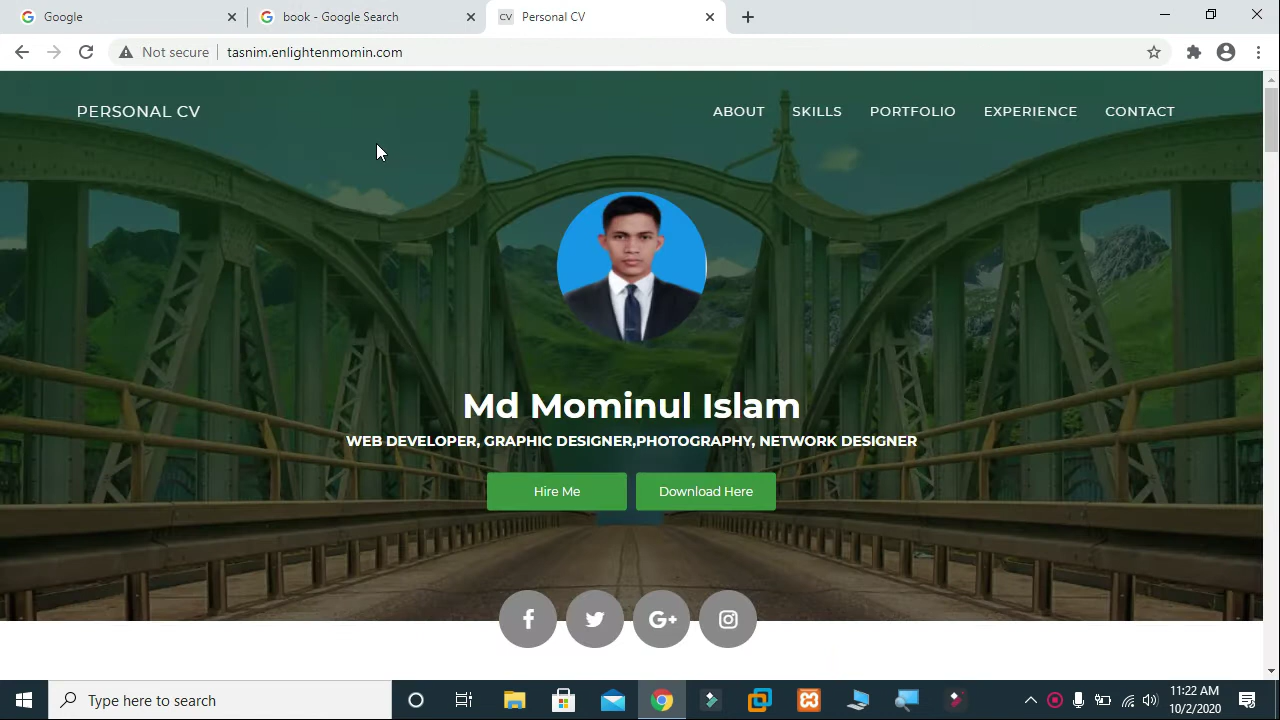 Google
book - Google Search
CV Personal CV
Not secure
tasnim.enlightenmomin.com
PERSONAL CV
ABOUT
SKILLS
PORTFOLIO
EXPERIENCE
CONTACT
Md Mominul Islam
WEB DEVELOPER, GRAPHIC DESIGNER,PHOTOGRAPHY, NETWORK DESIGNER
Hire Me
Download Here
G+
Type here to search
11:22 AM
10/2/2020